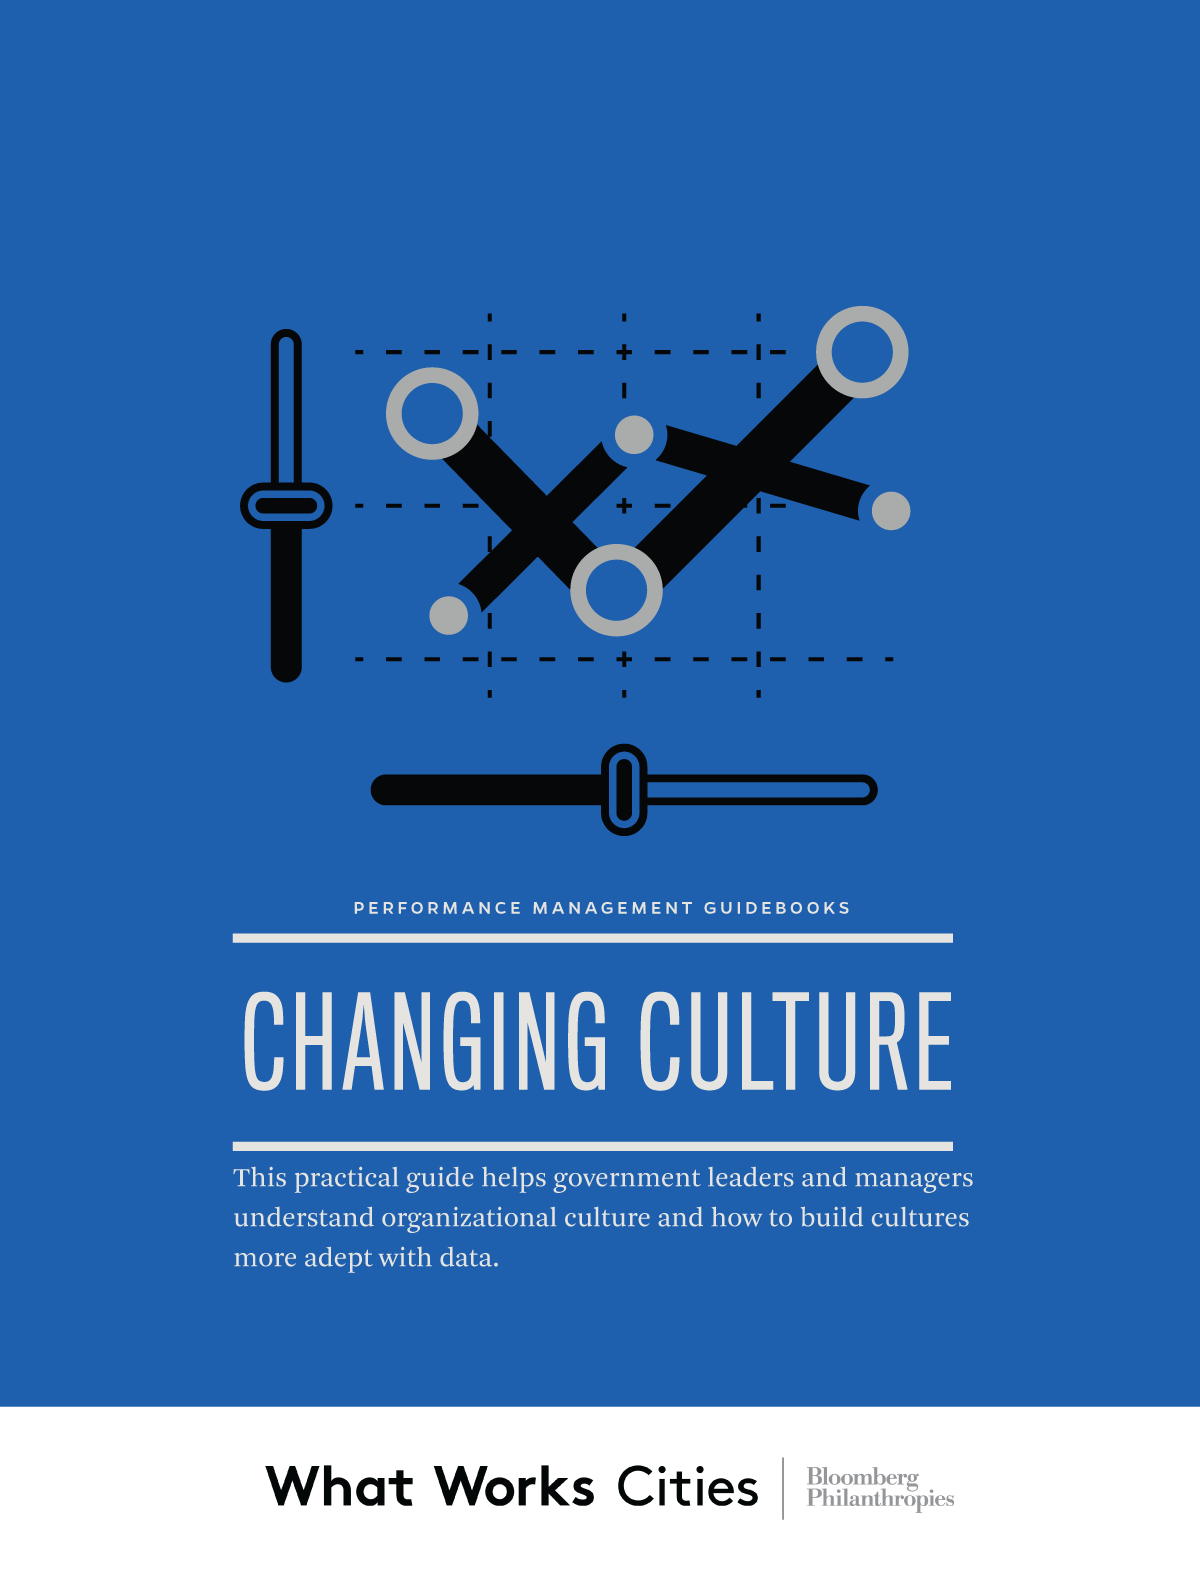 PERFORMANCE MANAGEMENT GUIDEBOOKS
CHANGING CULTURE
This practical guide helps government leaders and managers
understand organizational culture and how to build cultures
more adept with data.
What Works Cities
Bloomberg
Philanthropies